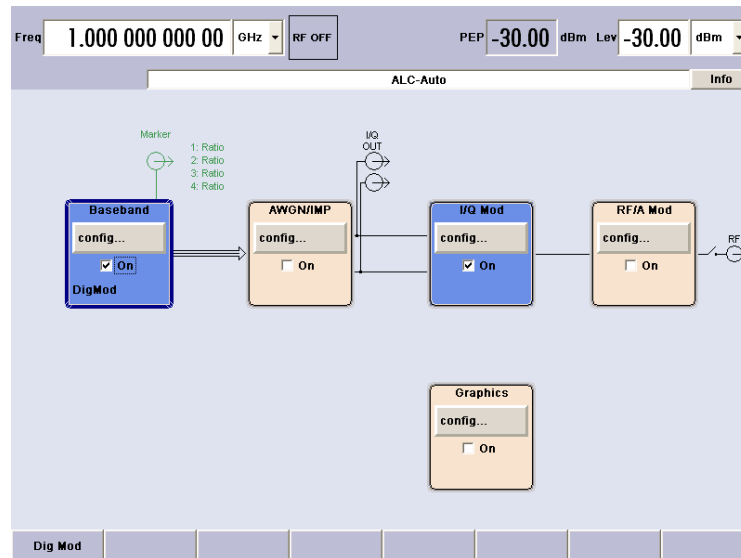 Freq 1.000 000 000 00 GHz RF OFF PEP -30.00 dBm Lev -30.00 dBm
ALC-Auto Info
Marker
1: Ratio
2: Ratio
3: Ratio
4: Ratio
I/Q
OUT
Baseband
config...
On
DigMod
AWGN/IMP
config...
On
I/Q Mod
config...
On
RF/A Mod
config...
On
RF
Graphics
config...
On
Dig Mod